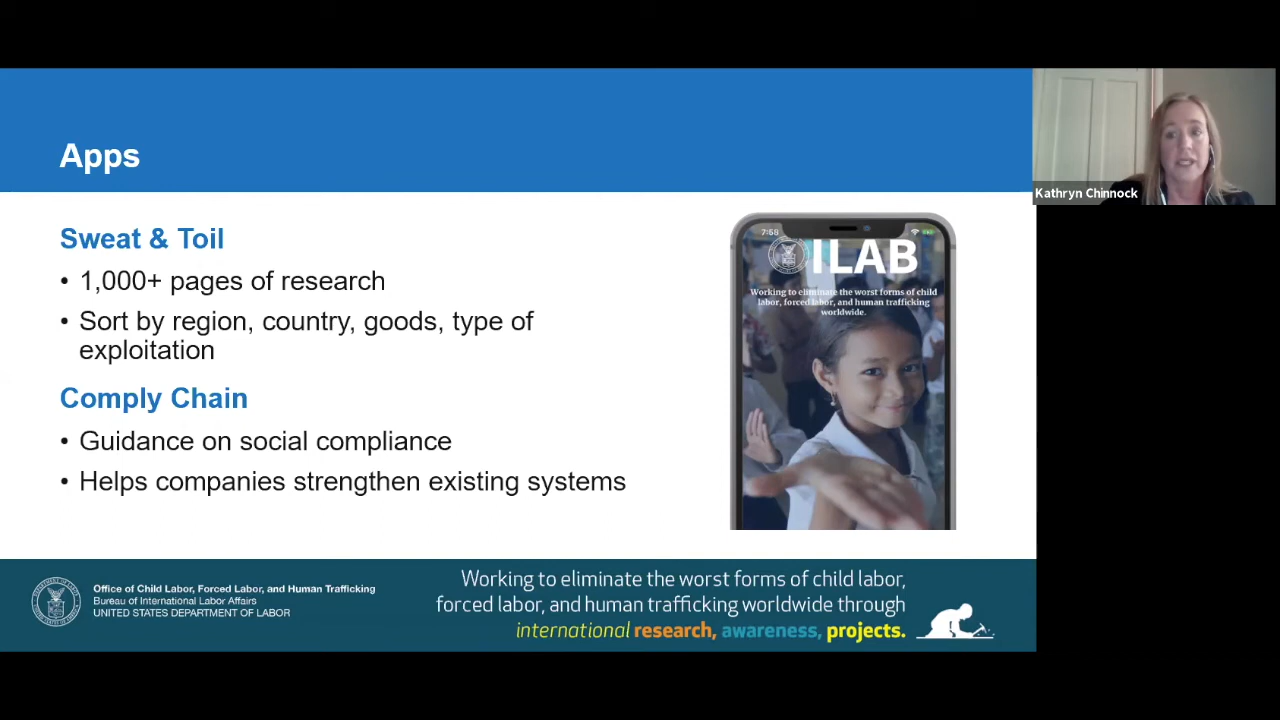 Apps
Sweat & Toil
• 1,000+ pages of research
• Sort by region, country, goods, type of
exploitation
Comply Chain
• Guidance on social compliance
• Helps companies strengthen existing systems
7:58
ILAB
Working to eliminate the worst forms of child
labor, forced labor, and human trafficking
worldwide.
Kathryn Chinnock
Office of Child Labor, Forced Labor, and Human Trafficking
Bureau of International Labor Affairs
UNITED STATES DEPARTMENT OF LABOR
Working to eliminate the worst forms of child labor,
forced labor, and human trafficking worldwide through
international research, awareness, projects.